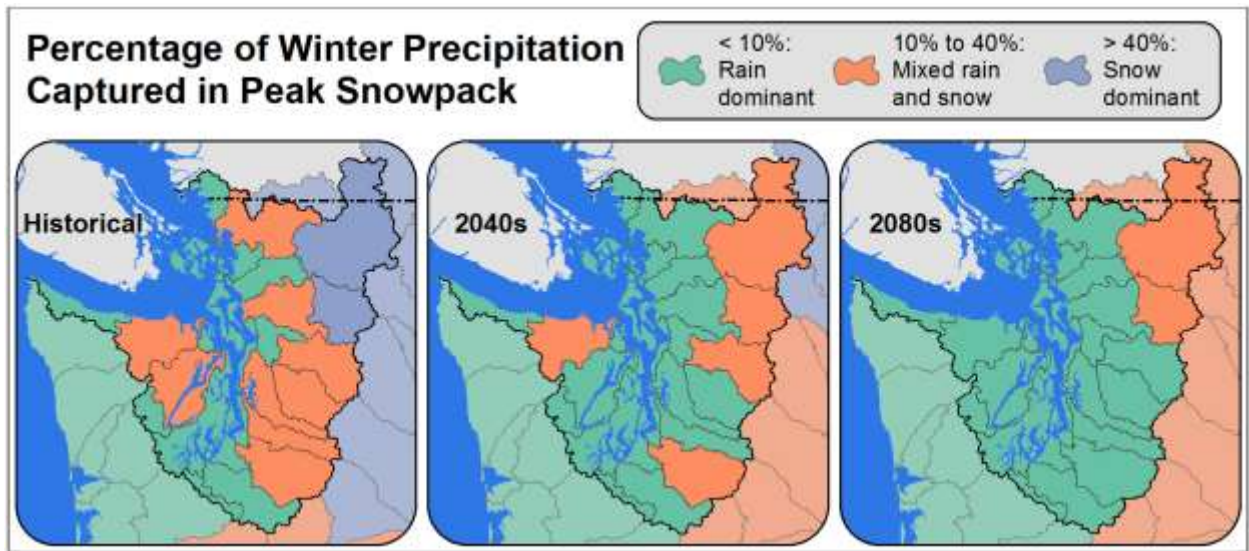 Percentage of Winter Precipitation
Captured in Peak Snowpack
< 10%:
Rain
dominant
10% to 40%:
Mixed rain
and snow
> 40%:
Snow
dominant
Historical
2040s
2080s